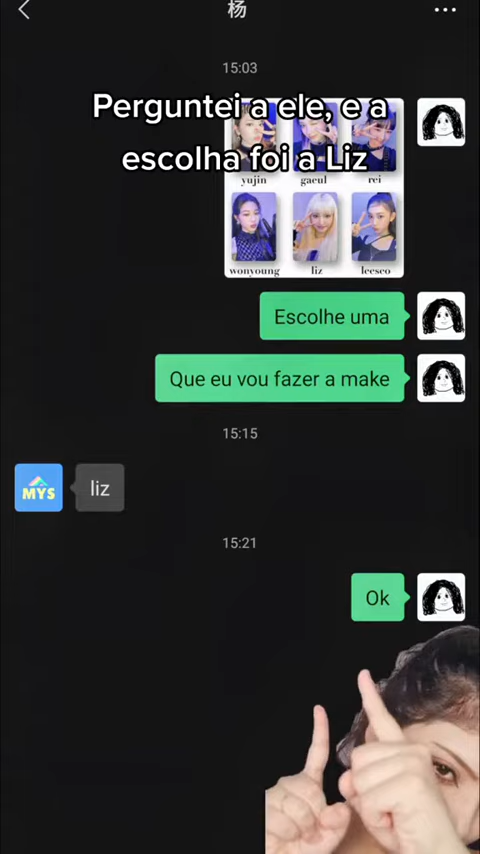 杨
15:03
Perguntei a ele, e a
escolha foi a Liz
yujin gaeul rei
wonyoung liz leeseo
Escolhe uma
Que eu vou fazer a make
15:15
MYS
liz
15:21
Ok